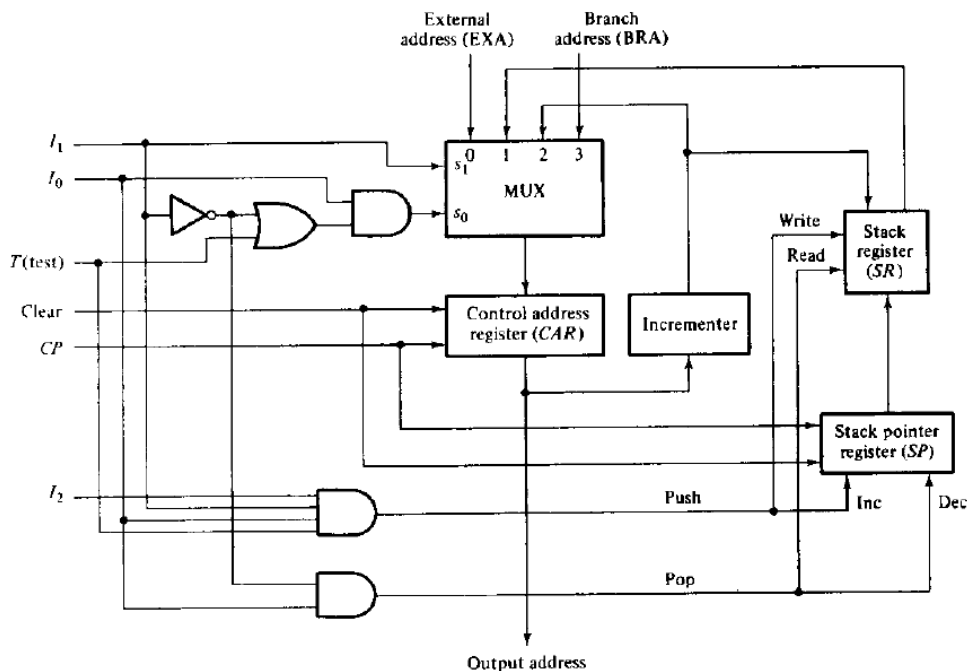 External
address (EXA)
Branch
address (BRA)
I₁
I₀
T (test)
Clear
CP
0 1 2 3
s₁
MUX
s₀
Control address
register (CAR)
Incrementer
Write
Read
Stack
register
(SR)
Stack pointer
register (SP)
I₂
Push
Inc
Dec
Pop
Output address